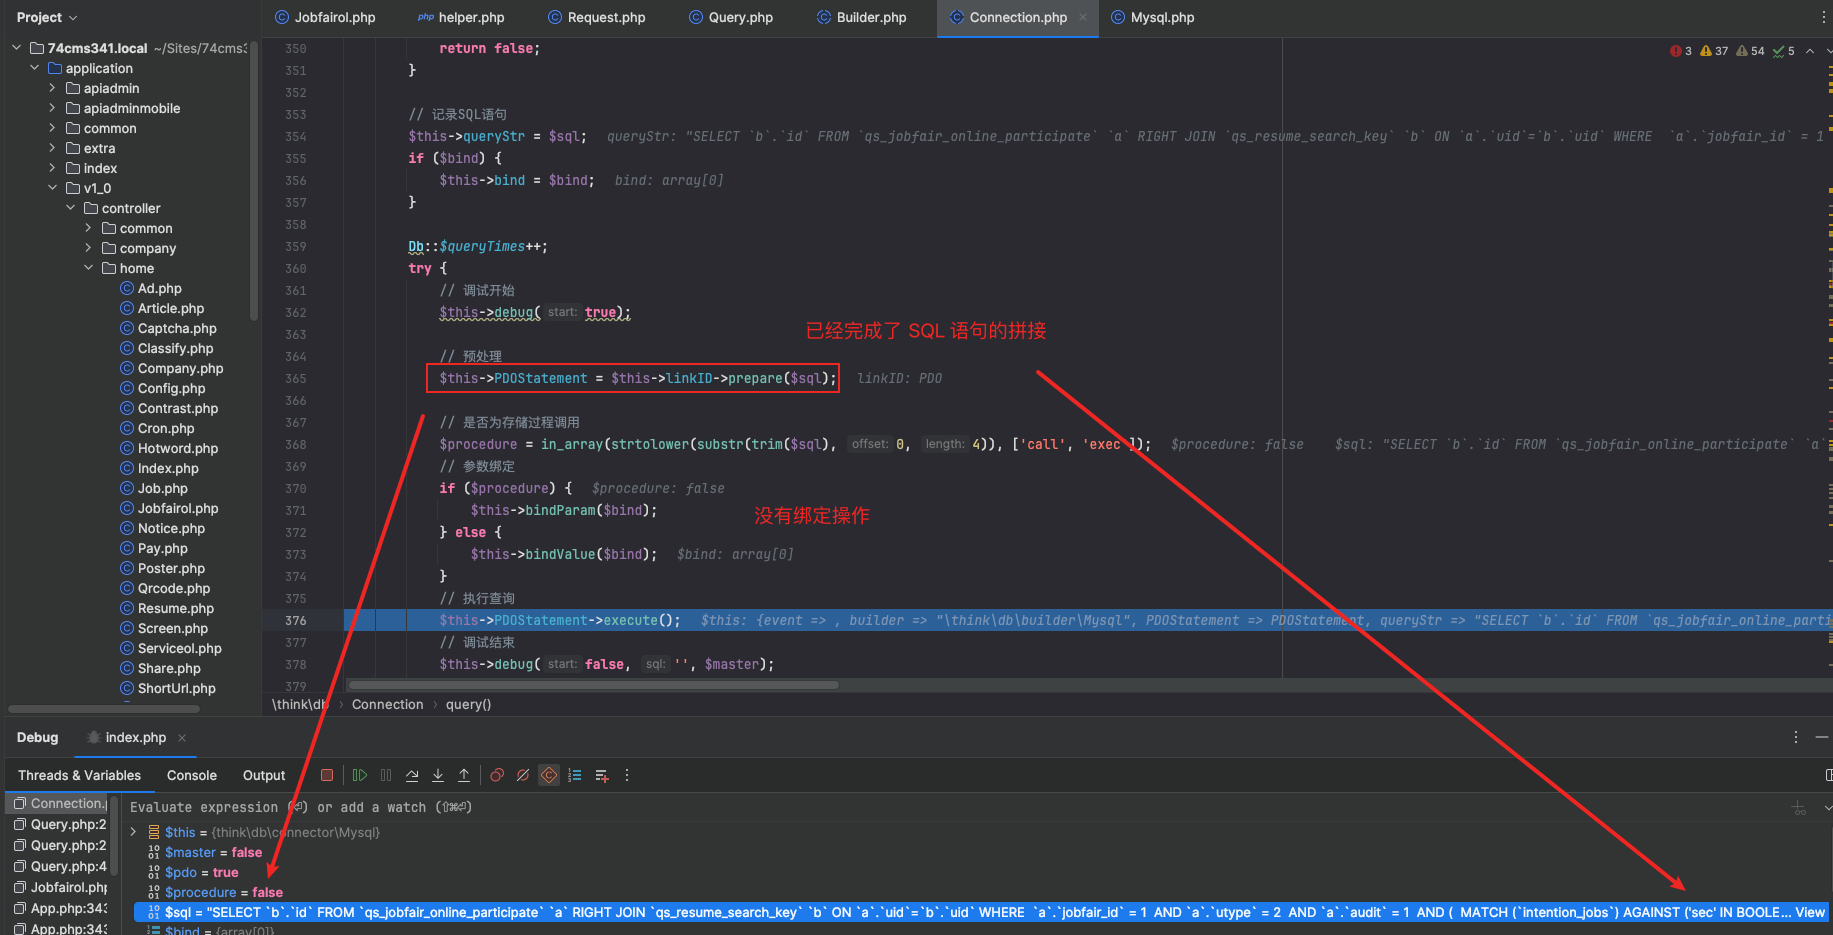 Project
Jobfairol.php
php helper.php
Request.php
Query.php
Builder.php
Connection.php
Mysql.php
3 37 54 5
74cms341.local ~/Sites/74cms3
application
apiadmin
apiadminmobile
common
extra
index
v1_0
controller
common
company
home
Ad.php
Article.php
Captcha.php
Classify.php
Company.php
Config.php
Contrast.php
Cron.php
Hotword.php
Index.php
Job.php
Jobfairol.php
Notice.php
Pay.php
Poster.php
Qrcode.php
Resume.php
Screen.php
Serviceol.php
Share.php
ShortUrl.php
350 return false;
351 }
352
353 // 记录SQL语句
354 $this->queryStr = $sql; queryStr: "SELECT `b`.`id` FROM `qs_jobfair_online_participate` `a` RIGHT JOIN `qs_resume_search_key` `b` ON `a`.`uid`=`b`.`uid` WHERE  `a`.`jobfair_id` = 1
355 if ($bind) {
356 $this->bind = $bind; bind: array[0]
357 }
358
359 Db::$queryTimes++;
360 try {
361 // 调试开始
362 $this->debug( start: true);
363
364 // 预处理
365 $this->PDOStatement = $this->linkID->prepare($sql); linkID: PDO
366
367 // 是否为存储过程调用
368 $procedure = in_array(strtolower(substr(trim($sql), offset: 0, length: 4)), ['call', 'exec']); $procedure: false $sql: "SELECT `b`.`id` FROM `qs_jobfair_online_participate` `a`
369 // 参数绑定
370 if ($procedure) { $procedure: false
371 $this->bindParam($bind);
372 } else {
373 $this->bindValue($bind); $bind: array[0]
374 }
375 // 执行查询
376 $this->PDOStatement->execute(); $this: {event => , builder => "\think\db\builder\Mysql", PDOStatement => PDOStatement, queryStr => "SELECT `b`.`id` FROM `qs_jobfair_online_parti
377 // 调试结束
378 $this->debug( start: false, sql: '', $master);
379
已经完成了 SQL 语句的拼接
没有绑定操作
\think\db › Connection › query()
Debug
index.php
Threads & Variables
Console
Output
Connection.
Query.php:2
Query.php:2
Query.php:4
Jobfairol.php
App.php:343
App.php:343
Evaluate expression (⏎) or add a watch (⇧⌘⏎)
$this = {think\db\connector\Mysql}
$master = false
$pdo = true
$procedure = false
$sql = "SELECT `b`.`id` FROM `qs_jobfair_online_participate` `a` RIGHT JOIN `qs_resume_search_key` `b` ON `a`.`uid`=`b`.`uid` WHERE  `a`.`jobfair_id` = 1  AND `a`.`utype` = 2  AND `a`.`audit` = 1  AND (  MATCH (`intention_jobs`) AGAINST ('sec' IN BOOLE... View
$bind = {array[0]}